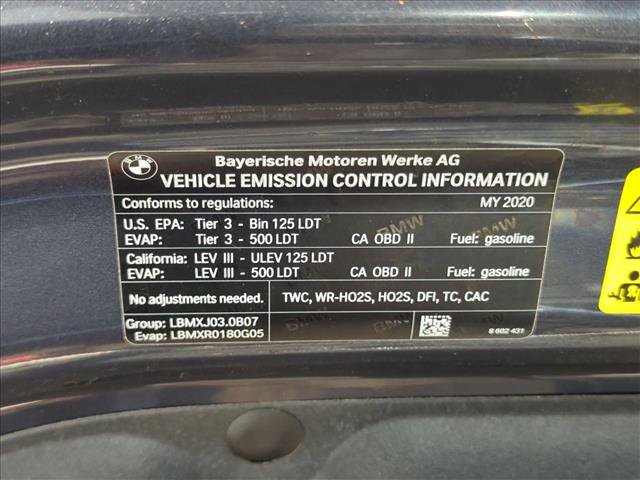 BMW
Bayerische Motoren Werke AG
VEHICLE EMISSION CONTROL INFORMATION
Conforms to regulations: MY 2020
U.S. EPA: Tier 3 - Bin 125 LDT
EVAP: Tier 3 - 500 LDT CA OBD II Fuel: gasoline
California: LEV III - ULEV 125 LDT
EVAP: LEV III - 500 LDT CA OBD II Fuel: gasoline
No adjustments needed. TWC, WR-HO2S, HO2S, DFI, TC, CAC
Group: LBMXJ03.0B07
Evap: LBMXR0180G05
8 602 431